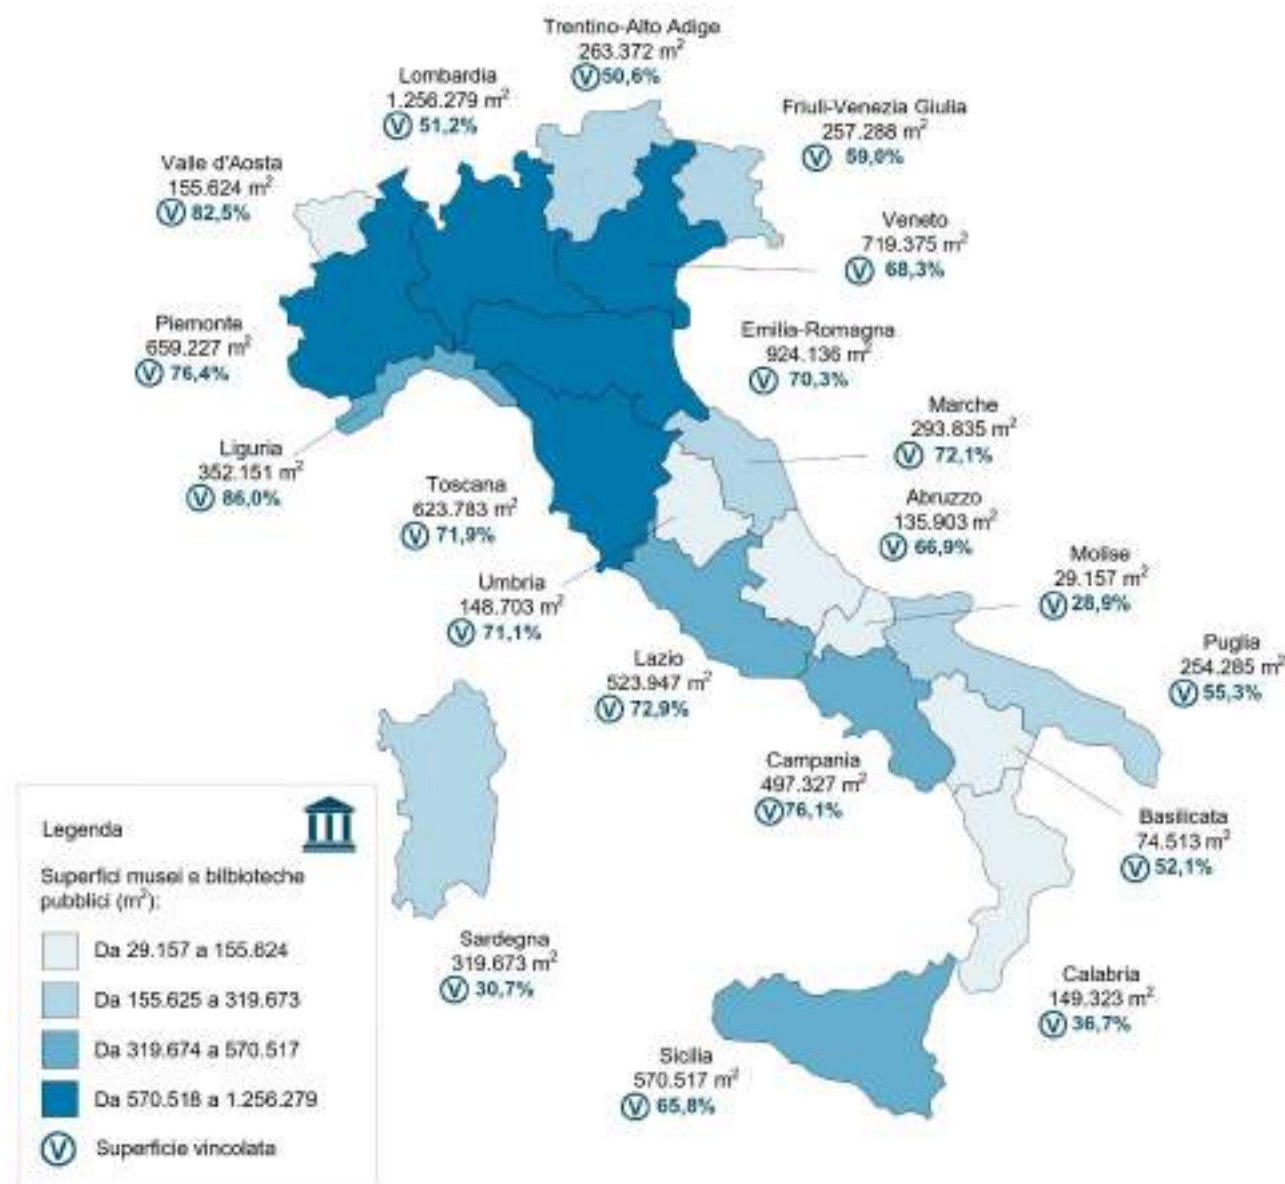 Trentino-Alto Adige
263.372 m²
V 50,6%
Lombardia
1.256.279 m²
V 51,2%
Friuli-Venezia Giulia
257.288 m²
V 59,0%
Valle d'Aosta
155.624 m²
V 82,5%
Veneto
719.375 m²
V 68,3%
Piemonte
659.227 m²
V 76,4%
Emilia-Romagna
924.136 m²
V 70,3%
Marche
293.835 m²
V 72,1%
Liguria
352.151 m²
V 86,0%
Toscana
623.783 m²
V 71,9%
Abruzzo
135.903 m²
V 66,9%
Molise
29.157 m²
V 28,9%
Umbria
148.703 m²
V 71,1%
Puglia
254.285 m²
V 55,3%
Lazio
523.947 m²
V 72,9%
Campania
497.327 m²
V 76,1%
Basilicata
74.513 m²
V 52,1%
Sardegna
319.673 m²
V 30,7%
Calabria
149.323 m²
V 36,7%
Sicilia
570.517 m²
V 65,8%
Legenda
Superfici musei e bilbioteche
pubblici (m²):
Da 29.157 a 155.624
Da 155.625 a 319.673
Da 319.674 a 570.517
Da 570.518 a 1.256.279
V Superficie vincolata